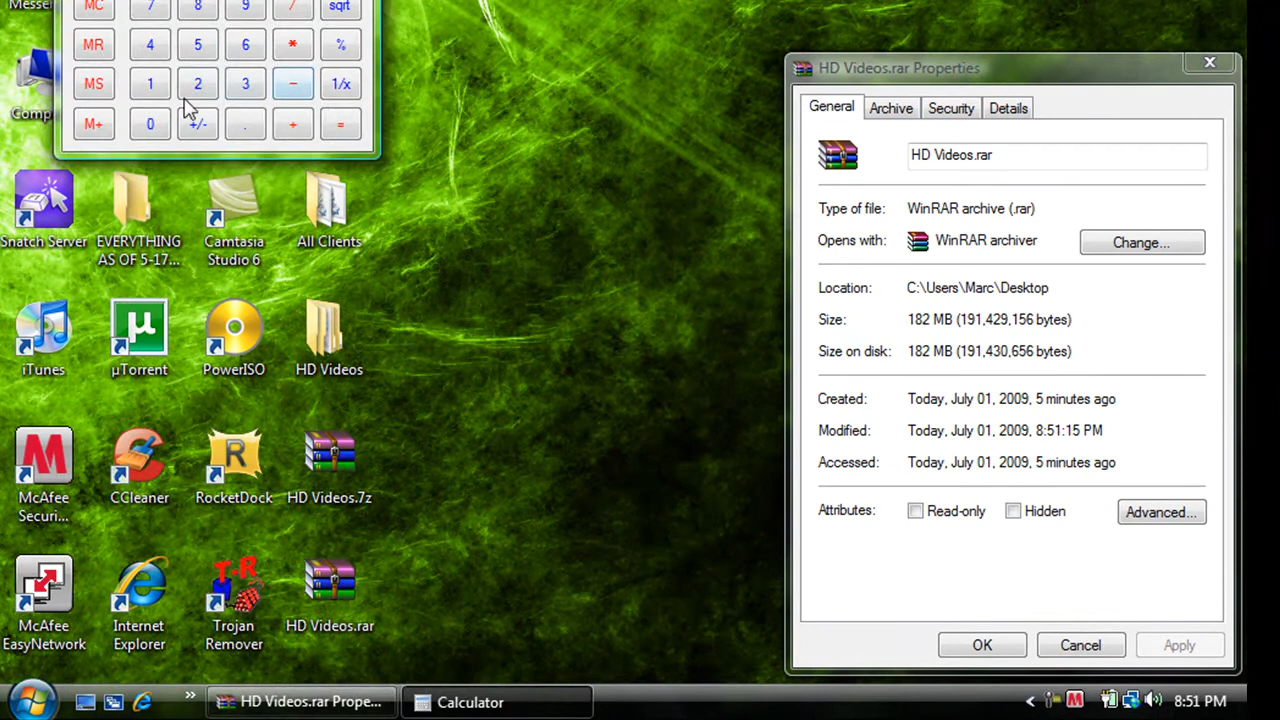 Messen
MC 7 8 9 / sqrt
MR 4 5 6 * %
MS 1 2 3 - 1/x
M+ 0 +/- . + =
Comp
Snatch Server
EVERYTHING
AS OF 5-17...
Camtasia
Studio 6
All Clients
iTunes
µTorrent
PowerISO
HD Videos
McAfee
Securi...
CCleaner
RocketDock
HD Videos.7z
McAfee
EasyNetwork
Internet
Explorer
Trojan
Remover
HD Videos.rar
HD Videos.rar Properties
General Archive Security Details
HD Videos.rar
Type of file: WinRAR archive (.rar)
Opens with: WinRAR archiver Change...
Location: C:\Users\Marc\Desktop
Size: 182 MB (191,429,156 bytes)
Size on disk: 182 MB (191,430,656 bytes)
Created: Today, July 01, 2009, 5 minutes ago
Modified: Today, July 01, 2009, 8:51:15 PM
Accessed: Today, July 01, 2009, 5 minutes ago
Attributes: Read-only Hidden Advanced...
OK Cancel Apply
HD Videos.rar Prope... Calculator 8:51 PM